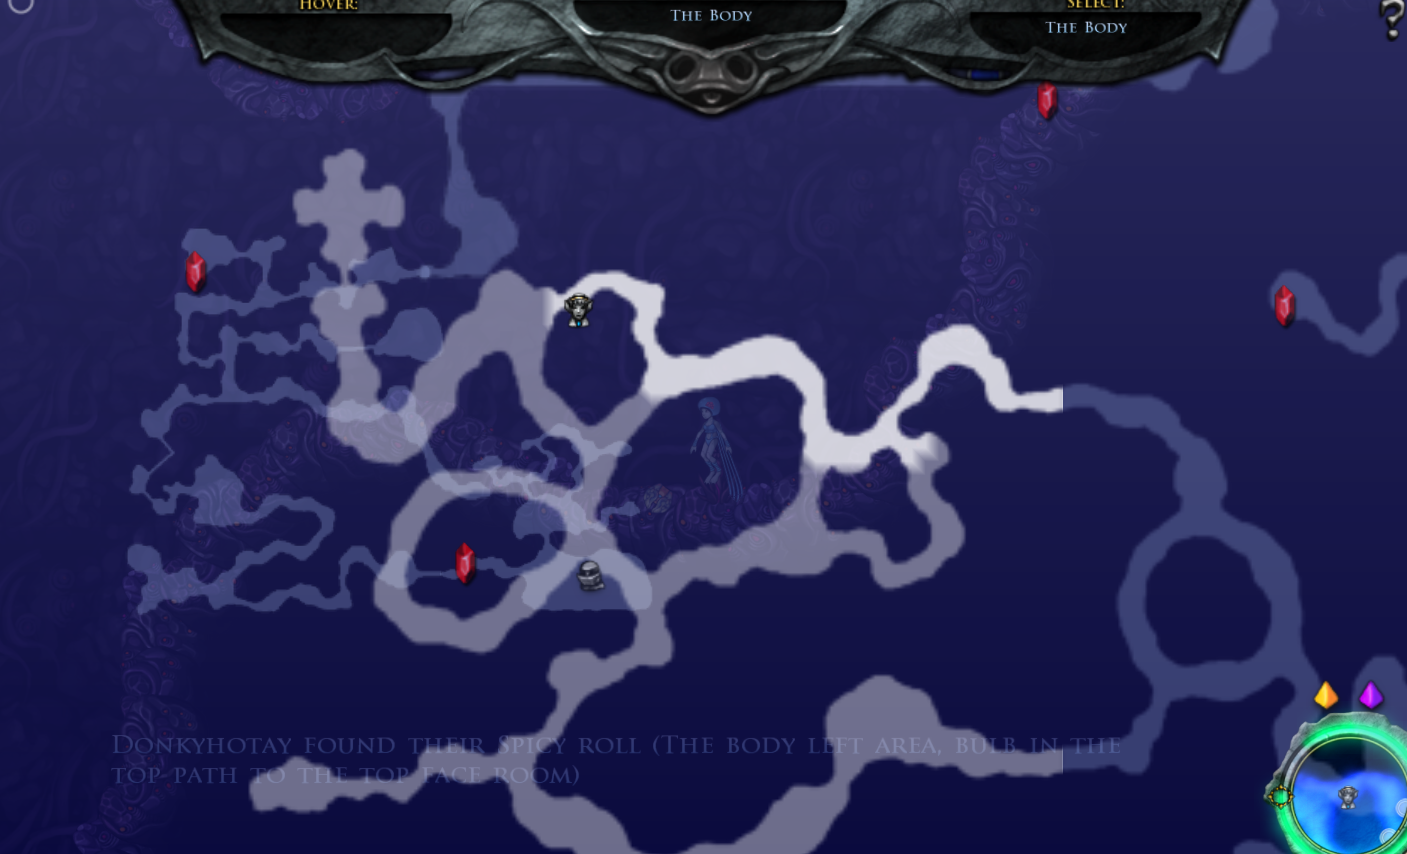 Hover:
The Body
Select:
The Body
Donkyhotay found their Spicy roll (The body left area, bulb in the
top path to the top face room)